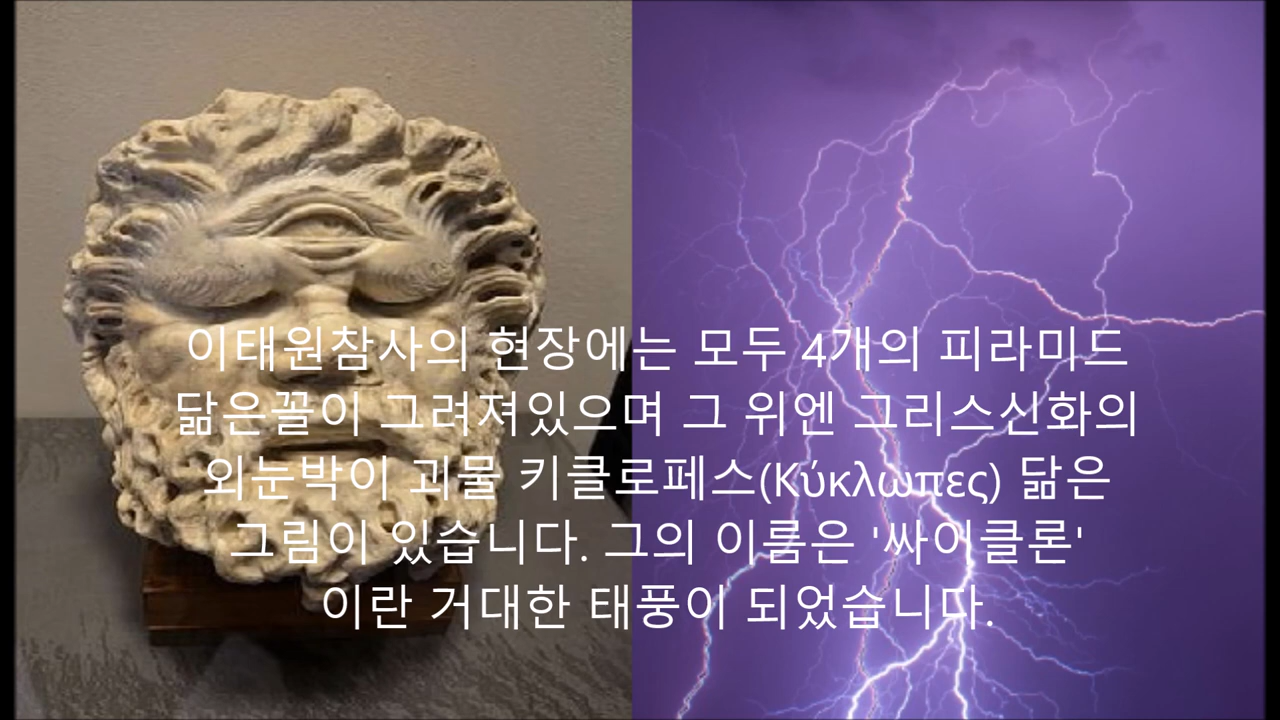 이태원참사의 현장에는 모두 4개의 피라미드
닮은꼴이 그려져있으며 그 위엔 그리스신화의
외눈박이 괴물 키클로페스(Κύκλωπες) 닮은
그림이 있습니다. 그의 이름은 '싸이클론'
이란 거대한 태풍이 되었습니다.